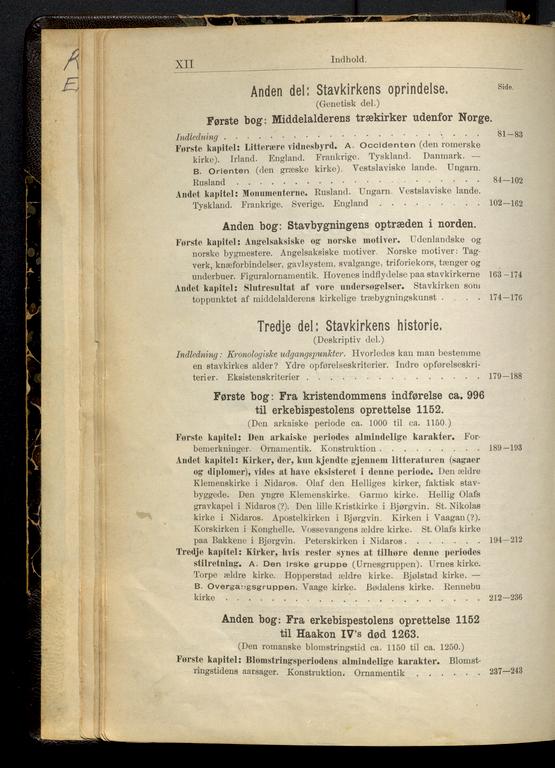 XII
Indhold.
Anden del: Stavkirkens oprindelse.
Side.
(Genetisk del.)
Første bog: Middelalderens trækirker udenfor Norge.
Indledning . . . . . . . . . . . . . . . . . . . 81—83
Første kapitel: Litterære vidnesbyrd. A. Occidenten (den romerske
kirke). Irland. England. Frankrige. Tyskland. Danmark. —
B. Orienten (den græske kirke). Vestslaviske lande. Ungarn.
Rusland . . . . . . . . . . . . . . . . . . . 84—102
Andet kapitel: Monumenterne. Rusland. Ungarn. Vestslaviske lande.
Tyskland. Frankrige. Sverige. England . . . . . . . . . 102—162
Anden bog: Stavbygningens optræden i norden.
Første kapitel: Angelsaksiske og norske motiver. Udenlandske og
norske bygmestere. Angelsaksiske motiver. Norske motiver: Tag-
verk, knæforbindelser, gavlsystem, svalgange, triforiekors, tænger og
underbuer. Figuralornamentik. Hovenes indflydelse paa stavkirkerne 163—174
Andet kapitel: Slutresultat af vore undersøgelser. Stavkirken som
toppunktet af middelalderens kirkelige træbygningskunst . . . . 174—176
Tredje del: Stavkirkens historie.
(Deskriptiv del.)
Indledning: Kronologiske udgangspunkter. Hvorledes kan man bestemme
en stavkirkes alder? Ydre opførelseskriterier. Indre opførelseskri-
terier. Eksistenskriterier . . . . . . . . . . . . . . 179—188
Første bog: Fra kristendommens indførelse ca. 996
til erkebispestolens oprettelse 1152.
(Den arkaiske periode ca. 1000 til ca. 1150.)
Første kapitel: Den arkaiske periodes almindelige karakter. For-
bemerkninger. Ornamentik. Konstruktion . . . . . . . . . 189—193
Andet kapitel: Kirker, der, kun kjendte gjennem litteraturen (sagaer
og diplomer), vides at have eksisteret i denne periode. Den ældre
Klemenskirke i Nidaros. Olaf den Helliges kirker, faktisk stav-
byggede. Den yngre Klemenskirke. Garmo kirke. Hellig Olafs
gravkapel i Nidaros (?). Den lille Kristkirke i Bjørgvin. St. Nikolas
kirke i Nidaros. Apostelkirken i Bjørgvin. Kirken i Vaagan (?).
Korskirken i Konghelle. Vossevangens ældre kirke. St. Olafs kirke
paa Bakkene i Bjørgvin. Peterskirken i Nidaros . . . . . . . 194—212
Tredje kapitel: Kirker, hvis rester synes at tilhøre denne periodes
stilretning. A. Den Irske gruppe (Urnesgruppen). Urnes kirke.
Torpe ældre kirke. Hopperstad ældre kirke. Bjølstad kirke. —
B. Overgangsgruppen. Vaage kirke. Bødalens kirke. Rennebu
kirke . . . . . . . . . . . . . . . . . . . . 212—236
Anden bog: Fra erkebispestolens oprettelse 1152
til Haakon IV's død 1263.
(Den romanske blomstringstid ca. 1150 til ca. 1250.)
Første kapitel: Blomstringsperiodens almindelige karakter. Blomst-
ringstidens aarsager. Konstruktion. Ornamentik . . . . . . 237—243